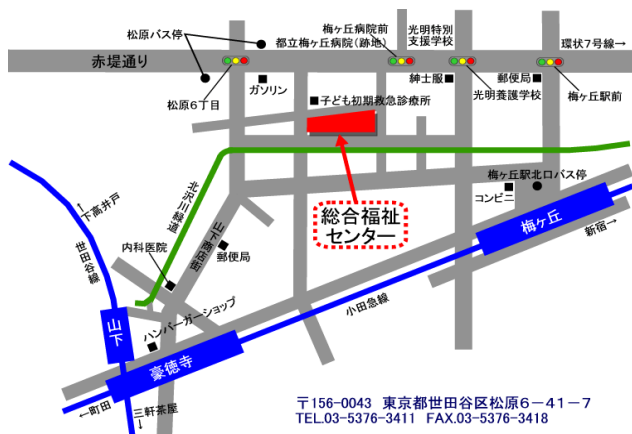 松原バス停
梅ヶ丘病院前
光明特別
支援学校
都立梅ヶ丘病院(跡地)
環状7号線→
赤堤通り
ガソリン
紳士服
郵便局
松原6丁目
子ども初期救急診療所
光明養護学校
梅ヶ丘駅前
↑下高井戸
北沢川緑道
梅ヶ丘駅北口バス停
コンビニ
総合福祉
センター
梅ヶ丘
新宿→
世田谷線
山下商店街
内科医院
郵便局
小田急線
ハンバーガーショップ
山下
豪徳寺
←町田
三軒茶屋
↓
〒156-0043 東京都世田谷区松原6-41-7
TEL.03-5376-3411 FAX.03-5376-3418